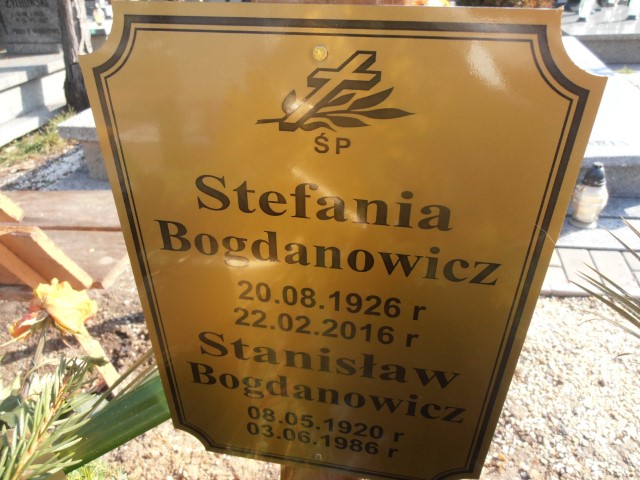 ŚP
Stefania
Bogdanowicz
20.08.1926 r
22.02.2016 r
Stanisław
Bogdanowicz
08.05.1920 r
03.06.1986 r